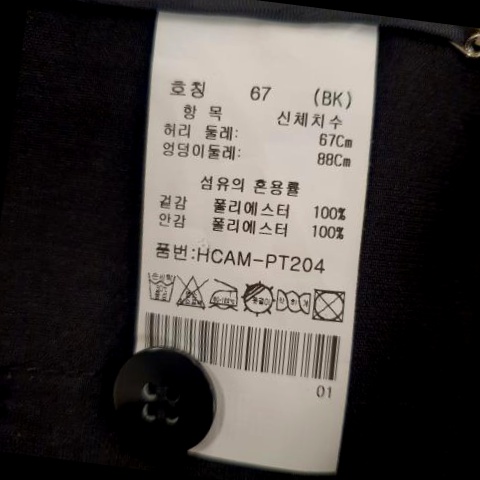 호칭 67 (BK)
항 목 신체치수
허리 둘레: 67Cm
엉덩이둘레: 88Cm
섬유의 혼용률
겉감 폴리에스터 100%
안감 폴리에스터 100%
품번:HCAM-PT204
01